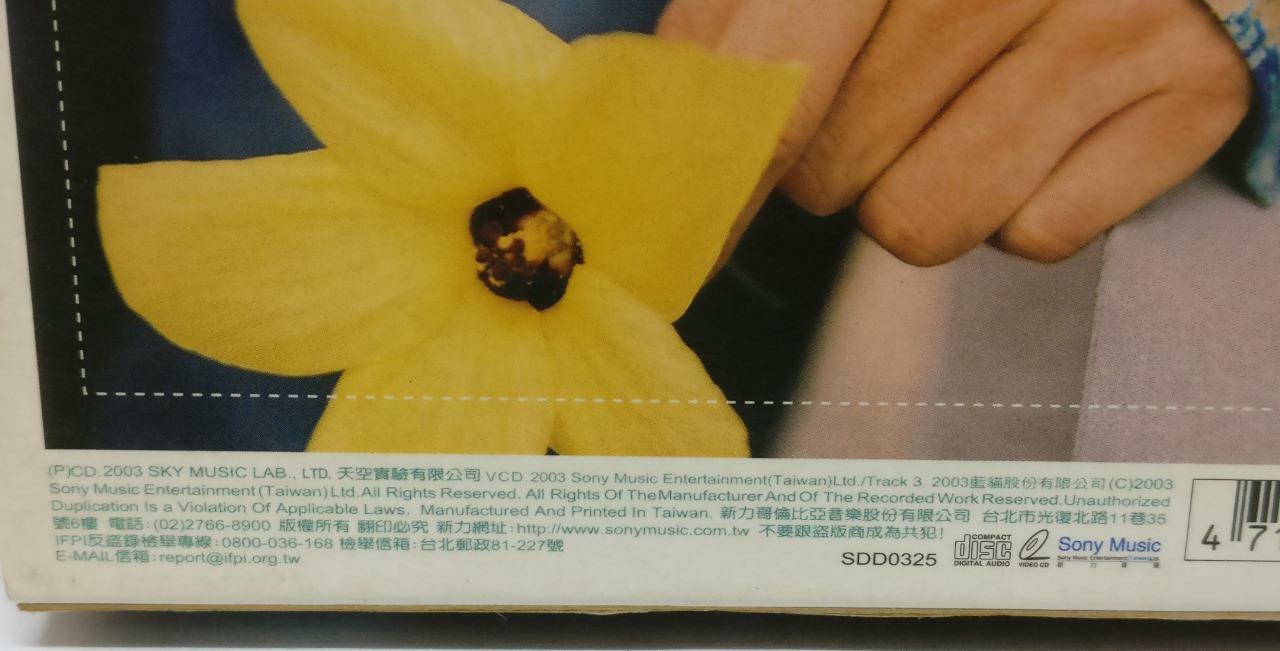 (P)CD. 2003 SKY MUSIC LAB., LTD. 天空實驗有限公司 VCD. 2003 Sony Music Entertainment(Taiwan)Ltd./Track 3. 2003藍貓股份有限公司(C)2003
Sony Music Entertainment(Taiwan)Ltd.All Rights Reserved. All Rights Of The Manufacturer And Of The Recorded Work Reserved.Unauthorized
Duplication Is a Violation Of Applicable Laws. Manufactured And Printed In Taiwan. 新力哥倫比亞音樂股份有限公司 台北市光復北路11巷35
號6樓 電話:(02)2766-8900 版權所有 翻印必究 新力網址:http://www.sonymusic.com.tw 不要跟盜版商成為共犯!
IFPI反盜錄檢舉專線:0800-036-168 檢舉信箱:台北郵政81-227號
E-MAIL信箱:report@ifpi.org.tw
SDD0325
COMPACT disc DIGITAL AUDIO
VIDEO CD
Sony Music
Sony Music Entertainment(Taiwan)Ltd.
新力音樂
4 7